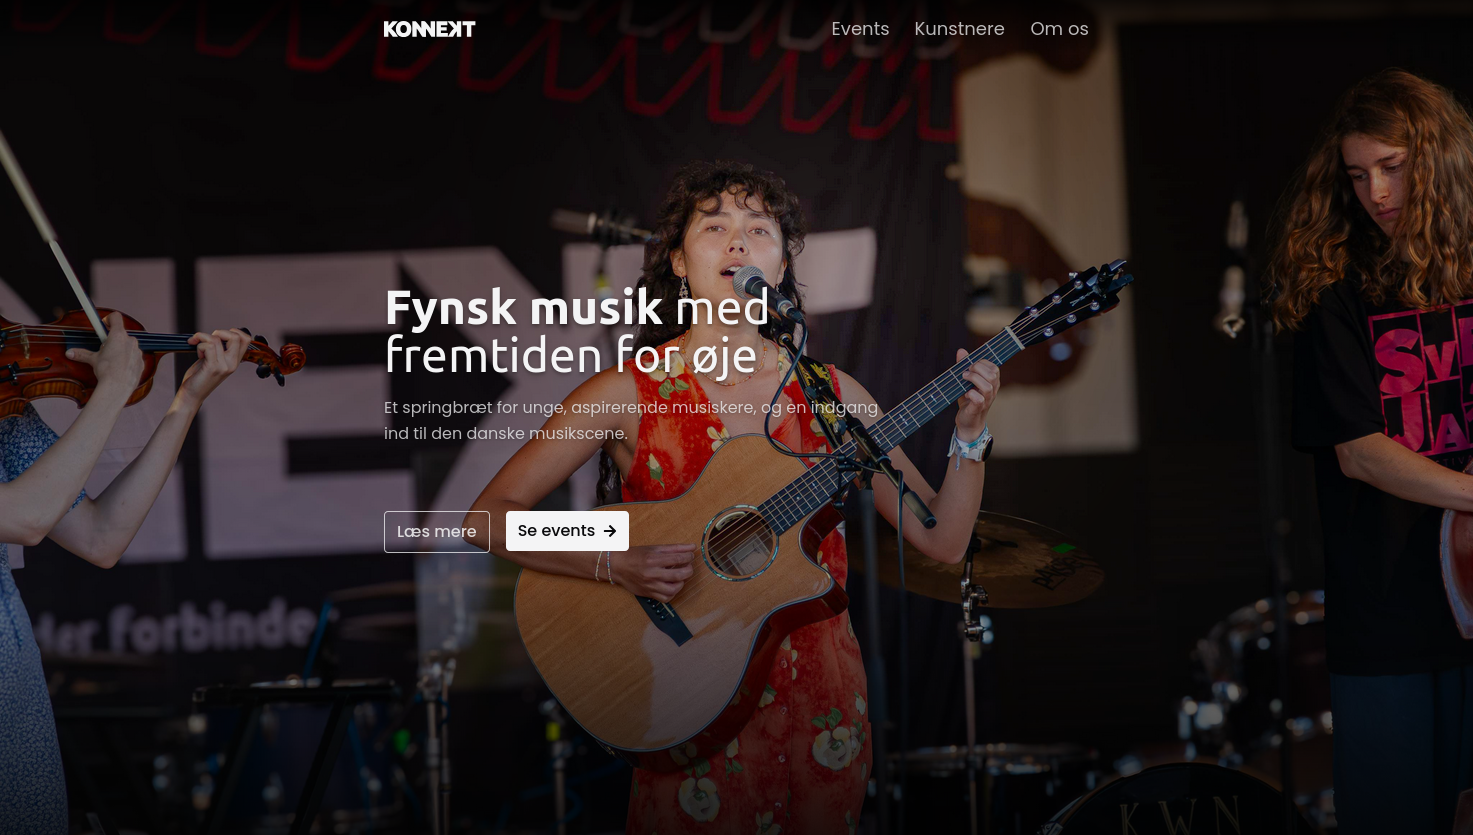 KONNEKT
Events Kunstnere Om os
Fynsk musik med
fremtiden for øje
Et springbræt for unge, aspirerende musiskere, og en indgang
ind til den danske musikscene.
Læs mere
Se events →
NEXT
der forbinder
KWN